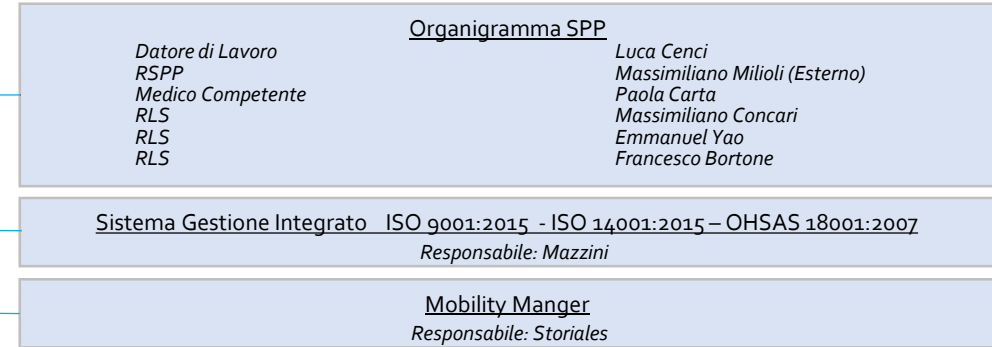 Organigramma SPP
Datore di Lavoro Luca Cenci
RSPP Massimiliano Milioli (Esterno)
Medico Competente Paola Carta
RLS Massimiliano Concari
RLS Emmanuel Yao
RLS Francesco Bortone
Sistema Gestione Integrato ISO 9001:2015 - ISO 14001:2015 – OHSAS 18001:2007
Responsabile: Mazzini
Mobility Manger
Responsabile: Storiales